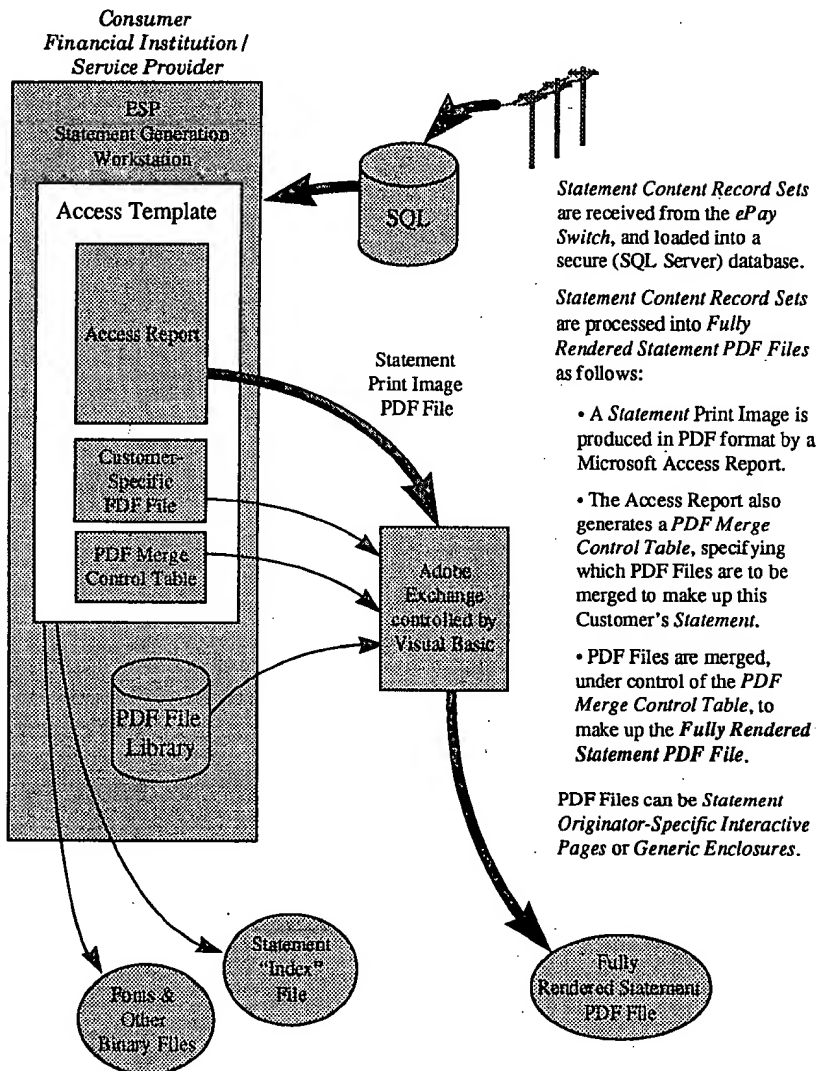 Consumer
Financial Institution /
Service Provider
ESP
Statement Generation
Workstation
Access Template
Access Report
Customer-
Specific
PDF File
PDF Merge
Control Table
PDF File
Library
SQL
Statement
Print Image
PDF File
Adobe
Exchange
controlled by
Visual Basic
Statement
"Index"
File
Fonts &
Other
Binary Files
Fully
Rendered Statement
PDF File
Statement Content Record Sets
are received from the ePay
Switch, and loaded into a
secure (SQL Server) database.
Statement Content Record Sets
are processed into Fully
Rendered Statement PDF Files
as follows:
• A Statement Print Image is
produced in PDF format by a
Microsoft Access Report.
• The Access Report also
generates a PDF Merge
Control Table, specifying
which PDF Files are to be
merged to make up this
Customer's Statement.
• PDF Files are merged,
under control of the PDF
Merge Control Table, to
make up the Fully Rendered
Statement PDF File.
PDF Files can be Statement
Originator-Specific Interactive
Pages or Generic Enclosures.